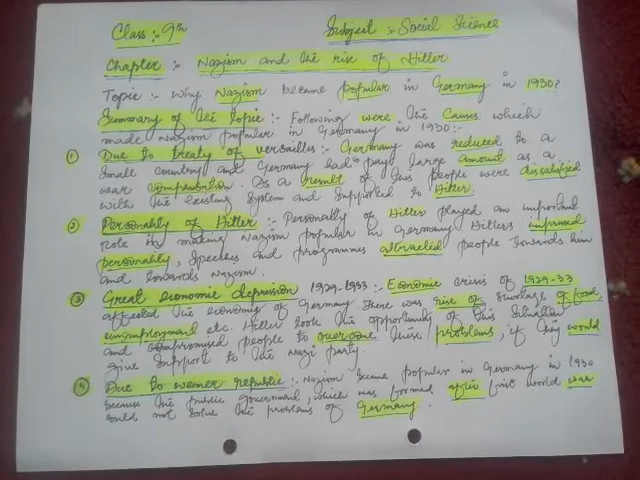 Class :- 9th
Subject :- Social Science
Chapter :- Nazism and the rise of Hitler
Topic :- Why Nazism became popular in Germany in 1930?
Summary of the topic :- Following were the causes which
made Nazism popular in Germany in 1930:-
① Due to treaty of versailles :- Germany was reduced to a
small country and Germany had pay large amount as a
war. As a result of this people were dissatisfied
with the existing system and supported to Hitler.
② Personality of Hitler :- Personality of Hitler played an important
role in making Nazism popular in Germany Hitlers
personality, speeches and programmes attracted people towards him
and towards Nazism.
③ Great economic depression 1929-1933 :- Economic crisis of 1929-33
affected the economy of Germany there was rise of shortage of food,
unemployment etc. Hitler took the opportunity of this situation
and promised people to overcome these problems, if they would
give support to the Nazi party.
④ Due to weimer republic :- Nazism became popular in Germany in 1930
because the government, which was formed after first world war
could not solve the problems of Germany.